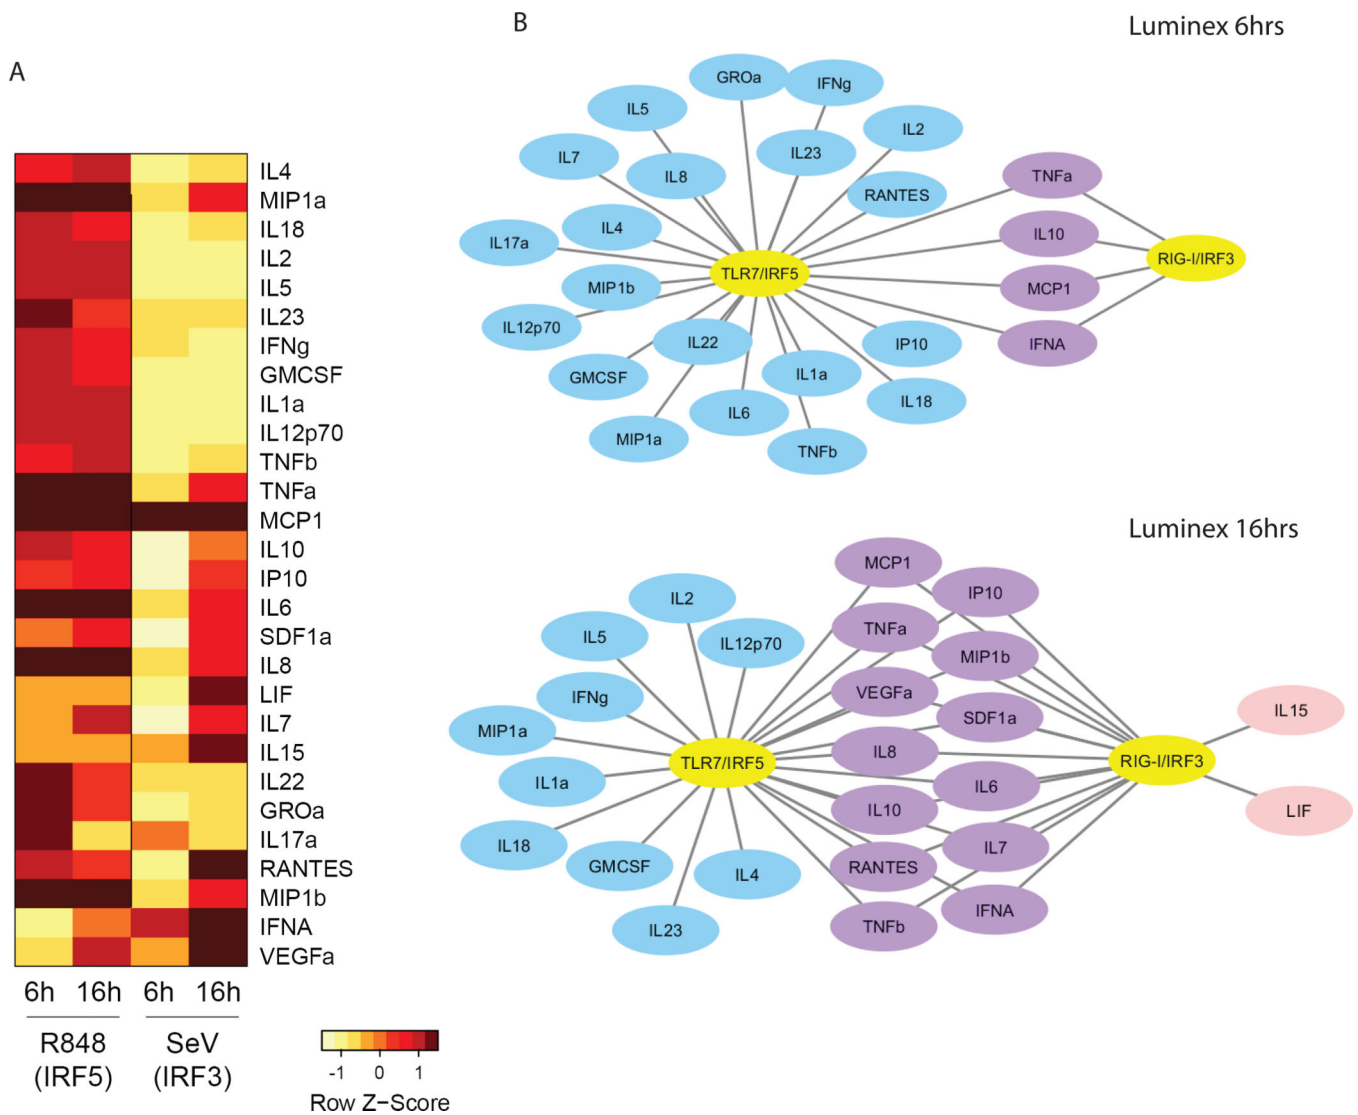 A
IL4
MIP1a
IL18
IL2
IL5
IL23
IFNg
GMCSF
IL1a
IL12p70
TNFb
TNFa
MCP1
IL10
IP10
IL6
SDF1a
IL8
LIF
IL7
IL15
IL22
GROa
IL17a
RANTES
MIP1b
IFNA
VEGFa
6h 16h 6h 16h
R848 SeV
(IRF5) (IRF3)
-1 0 1
Row Z-Score
B
Luminex 6hrs
GROa
IFNg
IL5
IL2
IL7
IL23
IL8
TNFa
RANTES
IL4
IL10
IL17a
RIG-I/IRF3
TLR7/IRF5
MIP1b
MCP1
IL12p70
IL22
IP10
IFNA
GMCSF
IL1a
IL18
IL6
MIP1a
TNFb
Luminex 16hrs
MCP1
IP10
IL2
TNFa
IL5
IL12p70
MIP1b
VEGFa
IFNg
IL15
SDF1a
MIP1a
IL8
TLR7/IRF5
RIG-I/IRF3
IL1a
IL6
IL10
LIF
IL18
IL7
GMCSF
RANTES
IL4
IFNA
TNFb
IL23